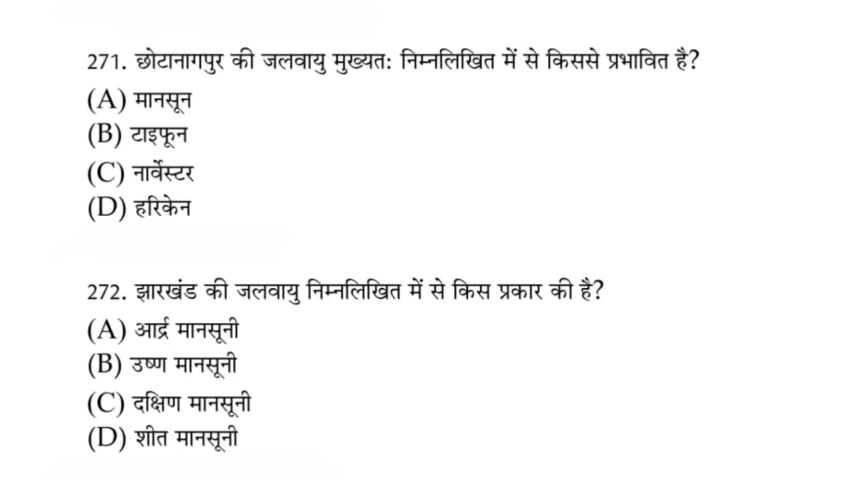 271. छोटानागपुर की जलवायु मुख्यत: निम्नलिखित में से किससे प्रभावित है?
(A) मानसून
(B) टाइफून
(C) नार्वेस्टर
(D) हरिकेन
272. झारखंड की जलवायु निम्नलिखित में से किस प्रकार की है?
(A) आर्द्र मानसूनी
(B) उष्ण मानसूनी
(C) दक्षिण मानसूनी
(D) शीत मानसूनी